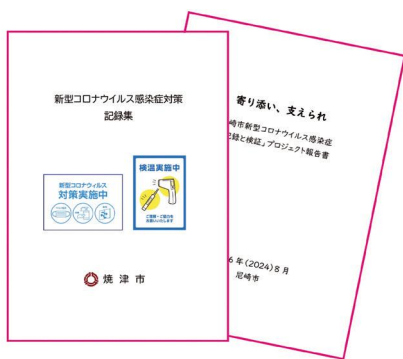 新型コロナウイルス感染症対策
記録集
新型コロナウイルス
対策実施中
検温実施中
ご理解・ご協力を
お願いいたします
焼津市
寄り添い、支えられ
崎市新型コロナウイルス感染症
記録と検証」プロジェクト報告書
6年(2024)8月
尼崎市